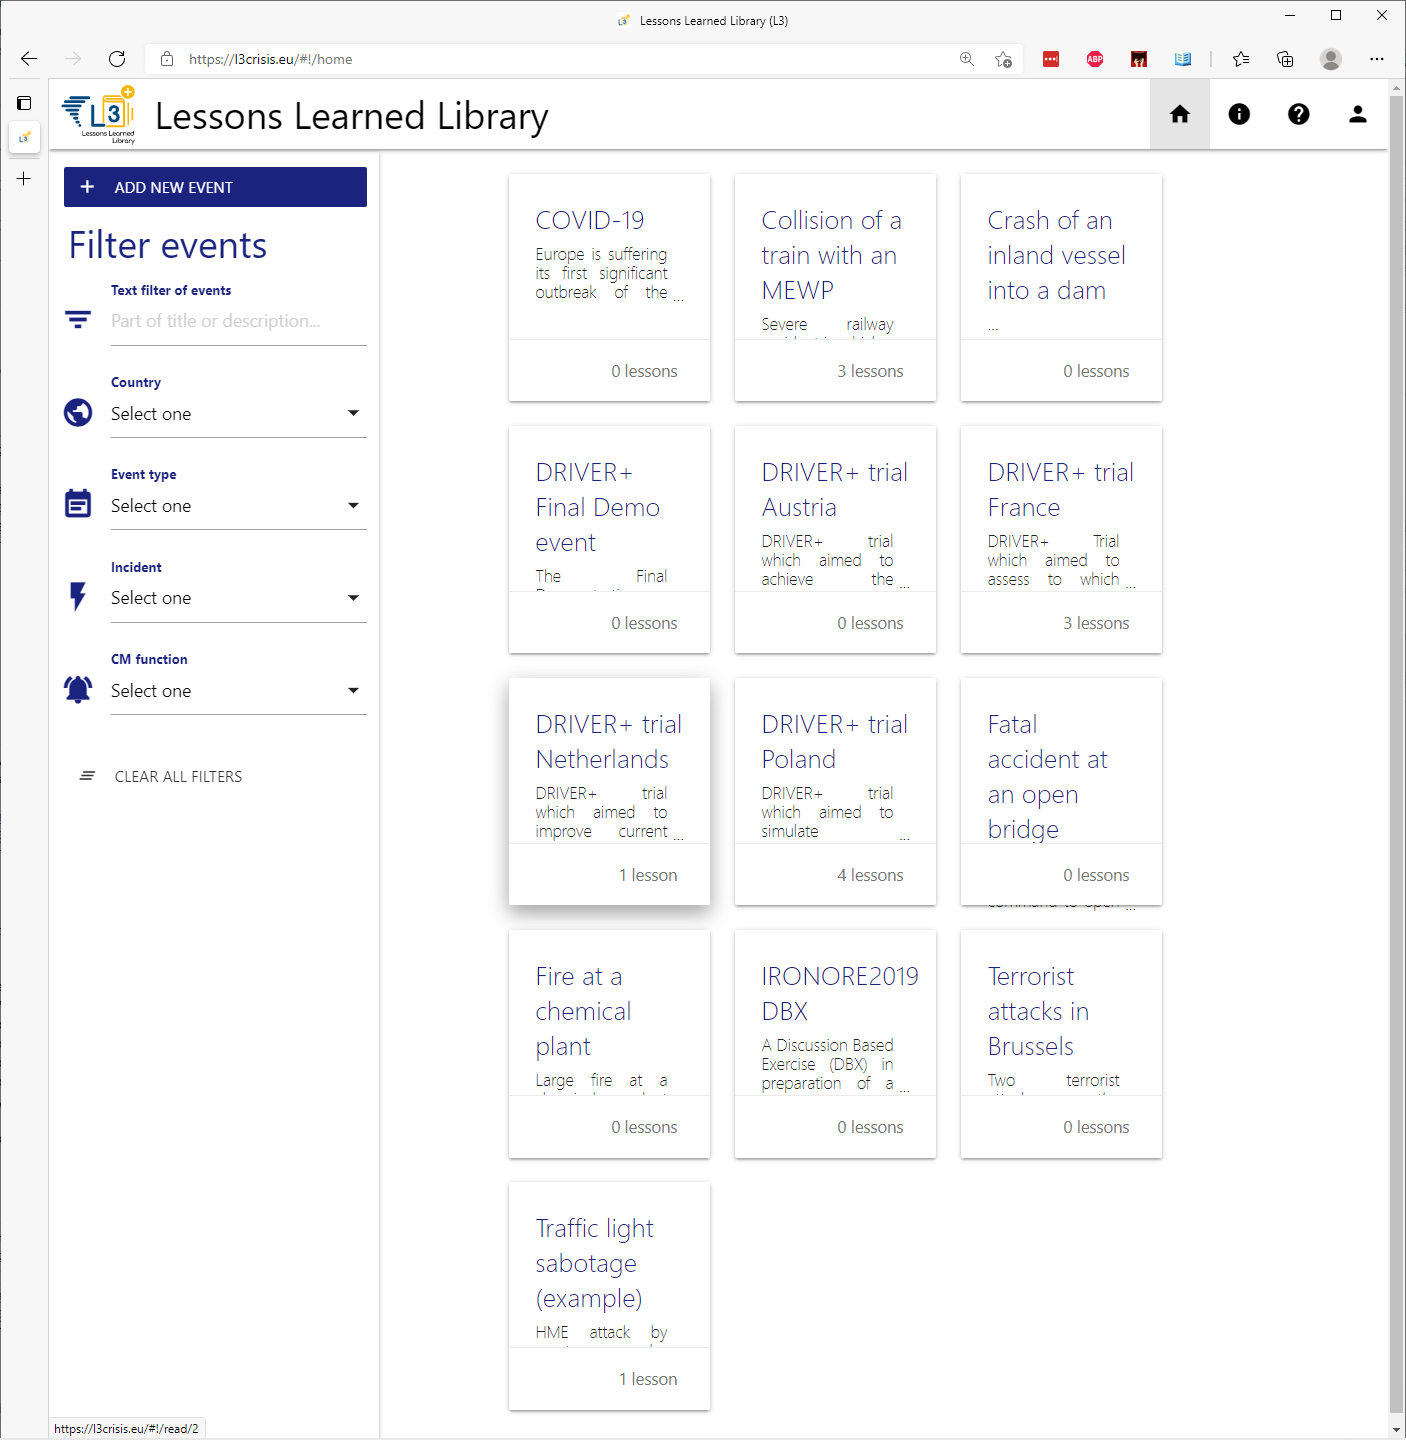 Lessons Learned Library (L3)
https://l3crisis.eu/#!/home
L3
Lessons Learned
Library
Lessons Learned Library
ADD NEW EVENT
Filter events
Text filter of events
Part of title or description...
Country
Select one
Event type
Select one
Incident
Select one
CM function
Select one
CLEAR ALL FILTERS
COVID-19
Europe is suffering
its first significant
outbreak of the ...
0 lessons
Collision of a
train with an
MEWP
Severe railway
3 lessons
Crash of an
inland vessel
into a dam
...
0 lessons
DRIVER+
Final Demo
event
The Final
0 lessons
DRIVER+ trial
Austria
DRIVER+ trial
which aimed to
achieve the ...
0 lessons
DRIVER+ trial
France
DRIVER+ Trial
which aimed to
assess to which ...
3 lessons
DRIVER+ trial
Netherlands
DRIVER+ trial
which aimed to
improve current ...
1 lesson
DRIVER+ trial
Poland
DRIVER+ trial
which aimed to
simulate ...
4 lessons
Fatal
accident at
an open
bridge
0 lessons
command to open ...
Fire at a
chemical
plant
Large fire at a
0 lessons
IRONORE2019
DBX
A Discussion Based
Exercise (DBX) in
preparation of a ...
0 lessons
Terrorist
attacks in
Brussels
Two terrorist
0 lessons
Traffic light
sabotage
(example)
HME attack by
1 lesson
https://l3crisis.eu/#!/read/2
ABP